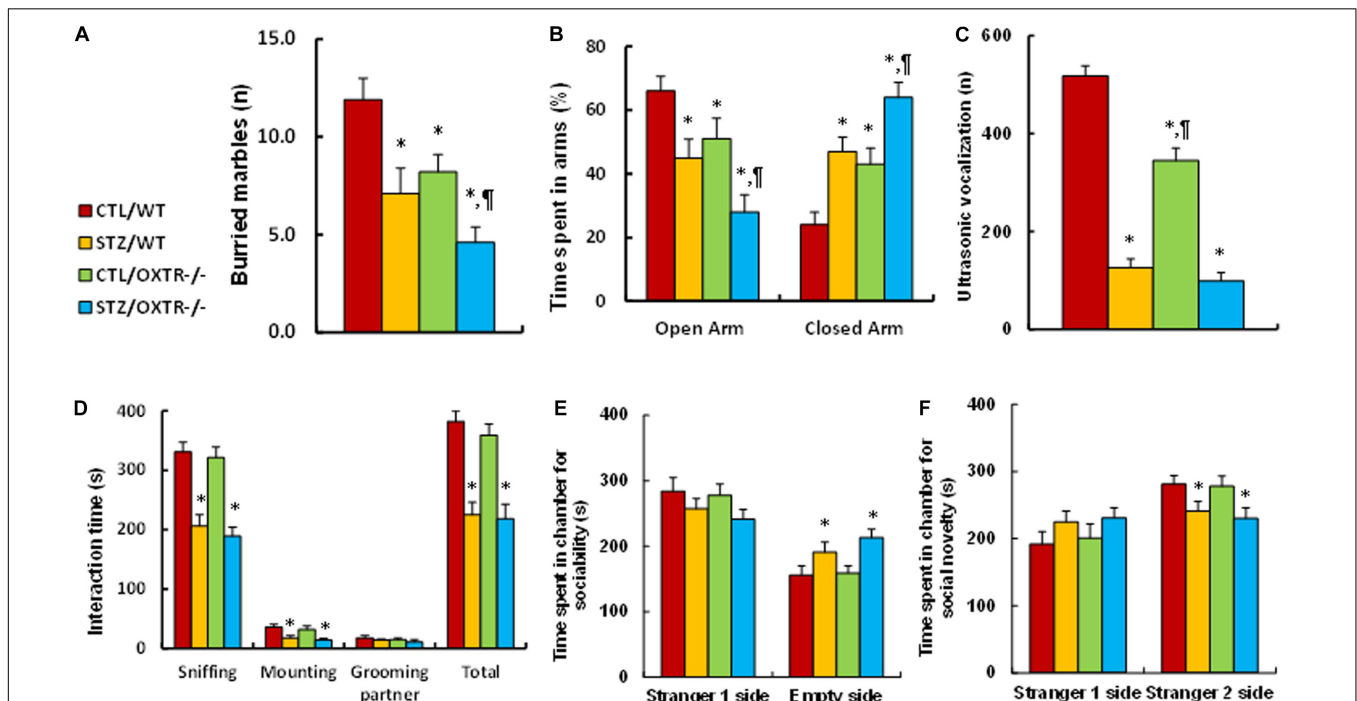 A
Burried marbles (n)
15.0
10.0
5.0
0.0
* * *,¶
CTL/WT
STZ/WT
CTL/OXTR-/-
STZ/OXTR-/-
B
Time spent in arms (%)
80
60
40
20
0
* * *,¶ * * *,¶
Open Arm Closed Arm
C
Ultrasonic vocalization (n)
600
400
200
0
* *,¶ *
D
Interaction time (s)
400
300
200
100
0
* * * * * *
Sniffing Mounting Grooming Total
partner
E
Time spent in chamber for
sociability (s)
400
300
200
100
0
* *
Stranger 1 side Empty side
F
Time spent in chamber for
social novelty (s)
400
300
200
100
0
* *
Stranger 1 side Stranger 2 side